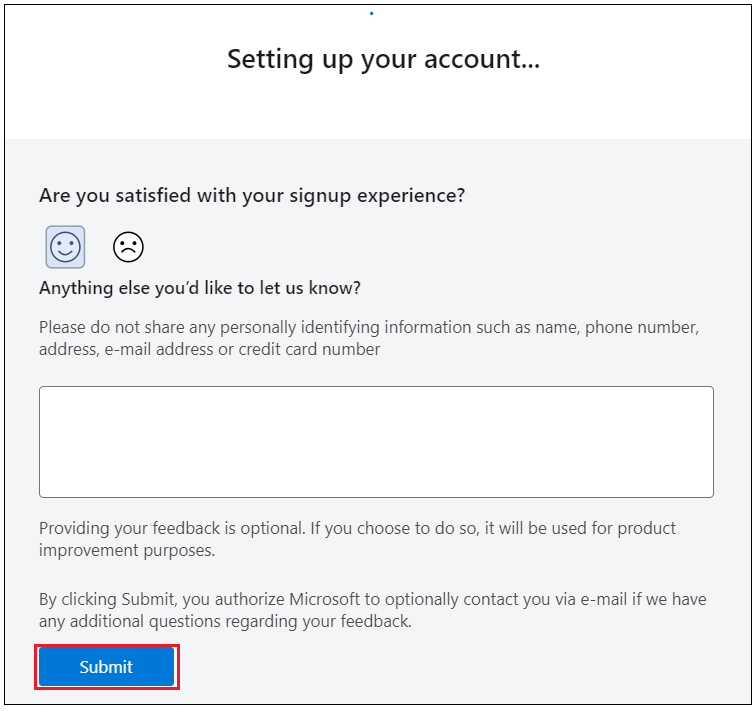 Setting up your account...
Are you satisfied with your signup experience?
Anything else you’d like to let us know?
Please do not share any personally identifying information such as name, phone number,
address, e-mail address or credit card number
Providing your feedback is optional. If you choose to do so, it will be used for product
improvement purposes.
By clicking Submit, you authorize Microsoft to optionally contact you via e-mail if we have
any additional questions regarding your feedback.
Submit